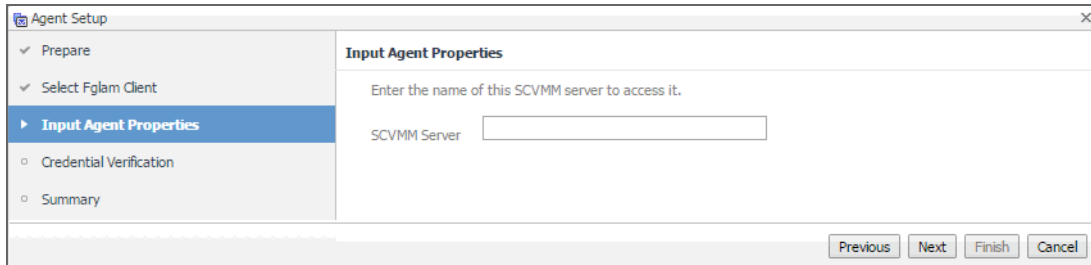 Agent Setup
Prepare
Select Fglam Client
Input Agent Properties
Credential Verification
Summary
Input Agent Properties
Enter the name of this SCVMM server to access it.
SCVMM Server
Previous Next Finish Cancel